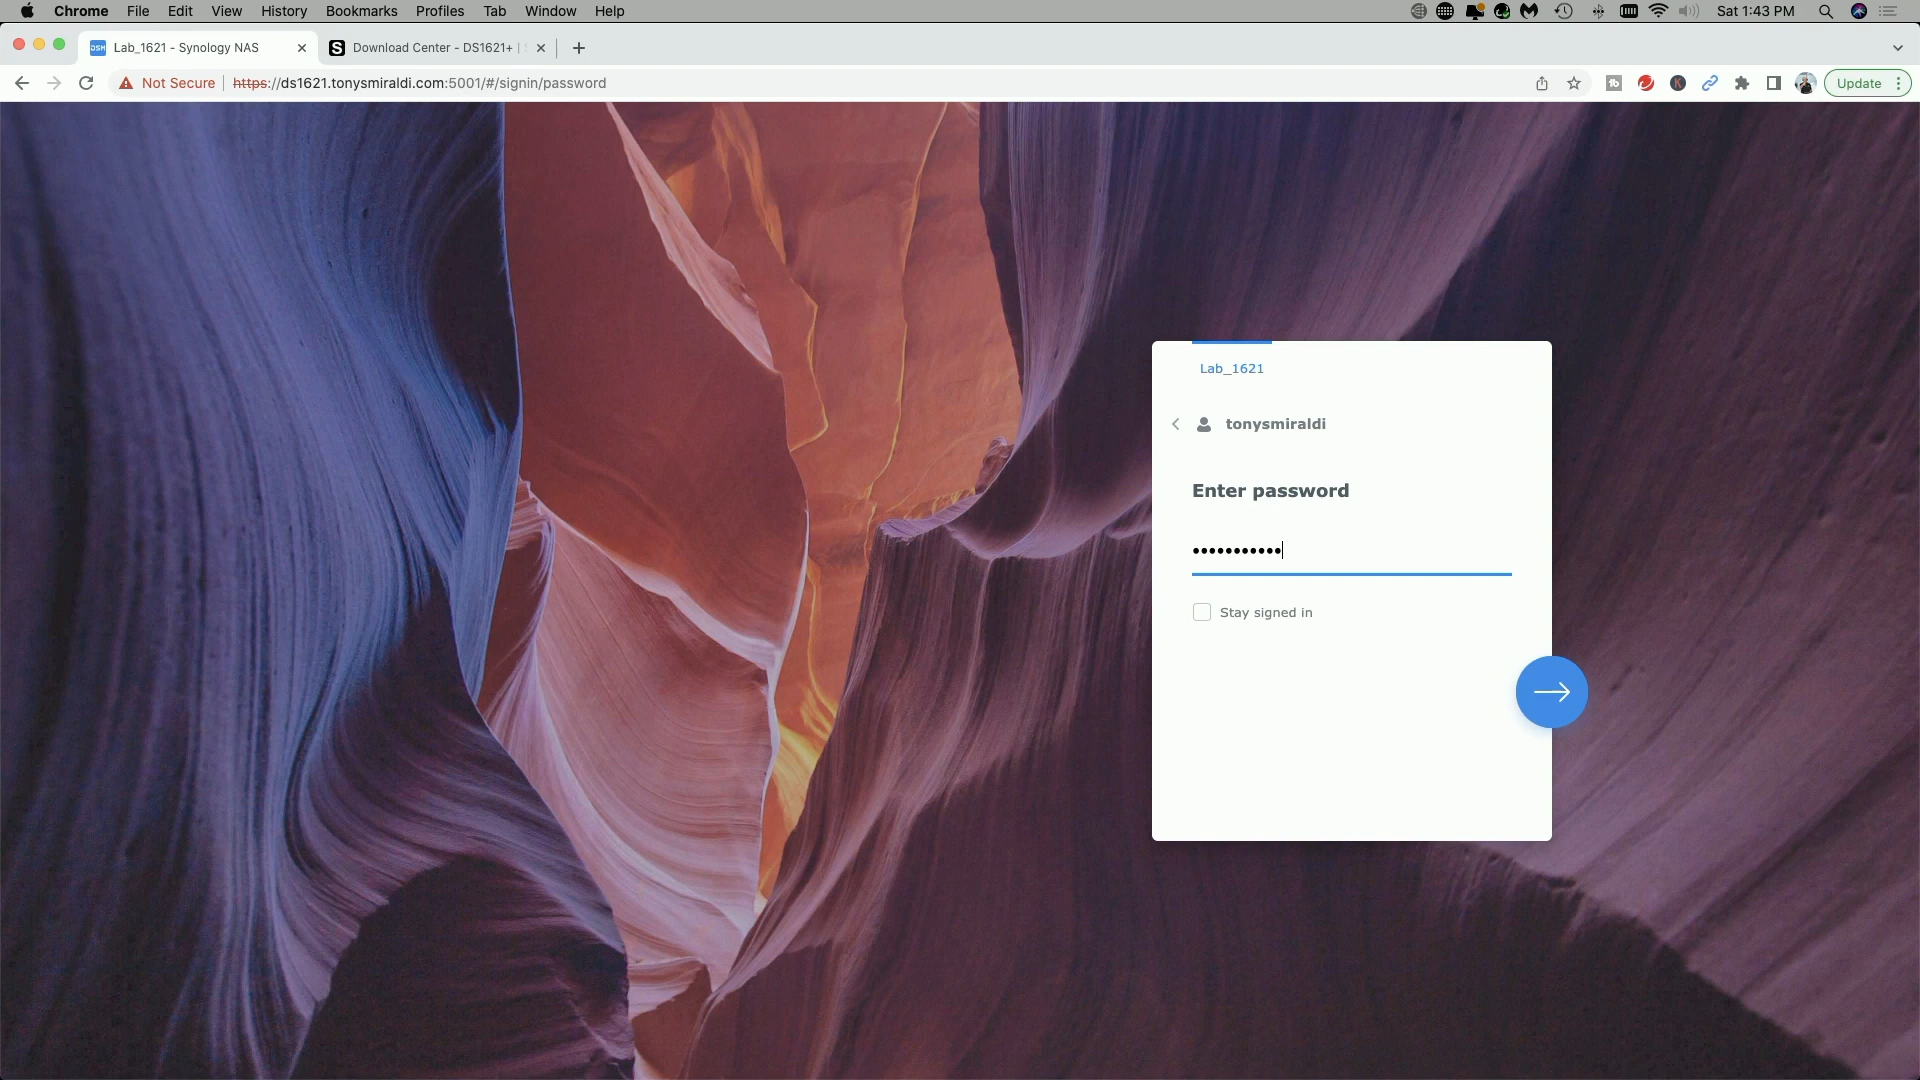 Chrome File Edit View History Bookmarks Profiles Tab Window Help Sat 1:43 PM
DSM Lab_1621 - Synology NAS Download Center - DS1621+ |
Not Secure https://ds1621.tonysmiraldi.com:5001/#/signin/password Update
Lab_1621
tonysmiraldi
Enter password
•••••••••••
Stay signed in